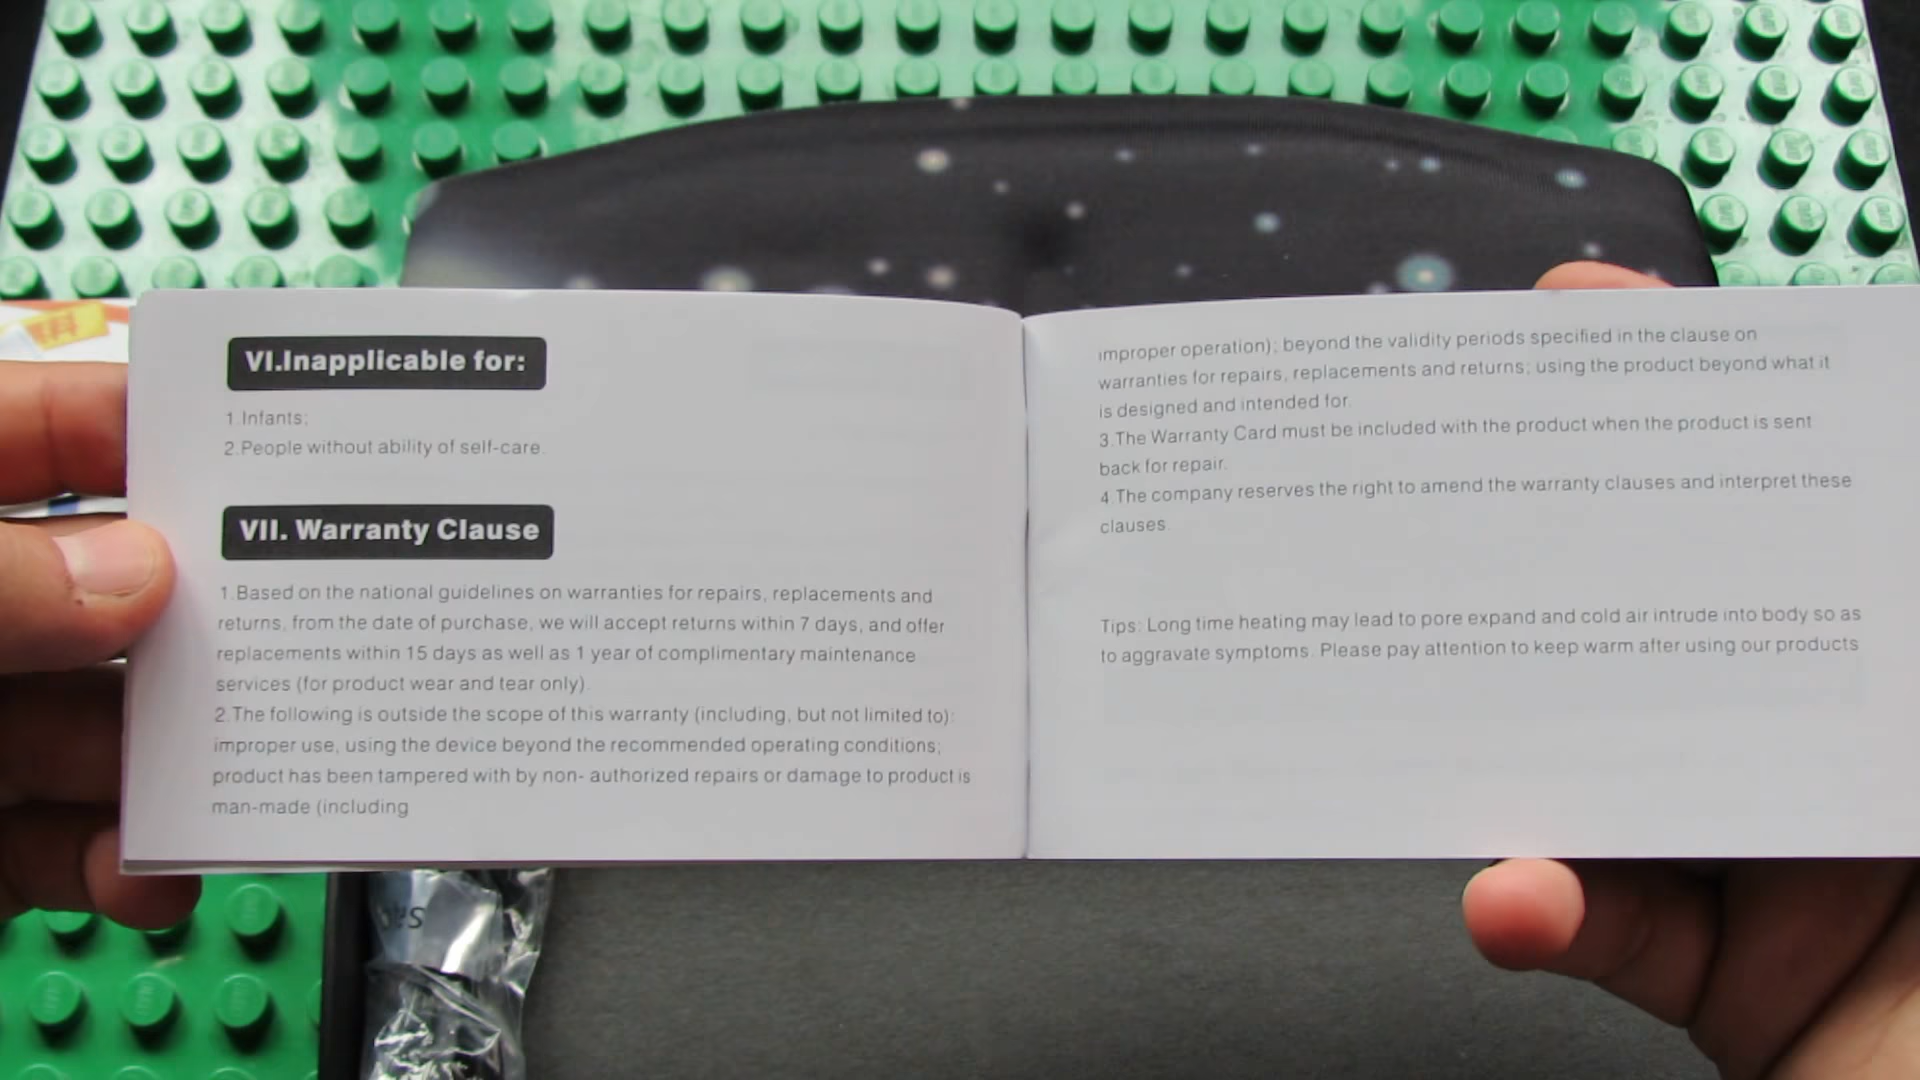 VI.Inapplicable for:
1.Infants;
2.People without ability of self-care.
VII. Warranty Clause
1.Based on the national guidelines on warranties for repairs, replacements and
returns, from the date of purchase, we will accept returns within 7 days, and offer
replacements within 15 days as well as 1 year of complimentary maintenance
services (for product wear and tear only).
2.The following is outside the scope of this warranty (including, but not limited to):
improper use, using the device beyond the recommended operating conditions;
product has been tampered with by non- authorized repairs or damage to product is
man-made (including
improper operation); beyond the validity periods specified in the clause on
warranties for repairs, replacements and returns; using the product beyond what it
is designed and intended for.
3.The Warranty Card must be included with the product when the product is sent
back for repair.
4.The company reserves the right to amend the warranty clauses and interpret these
clauses.
Tips: Long time heating may lead to pore expand and cold air intrude into body so as
to aggravate symptoms. Please pay attention to keep warm after using our products